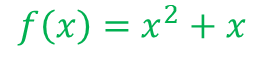 f(x) = x² + x